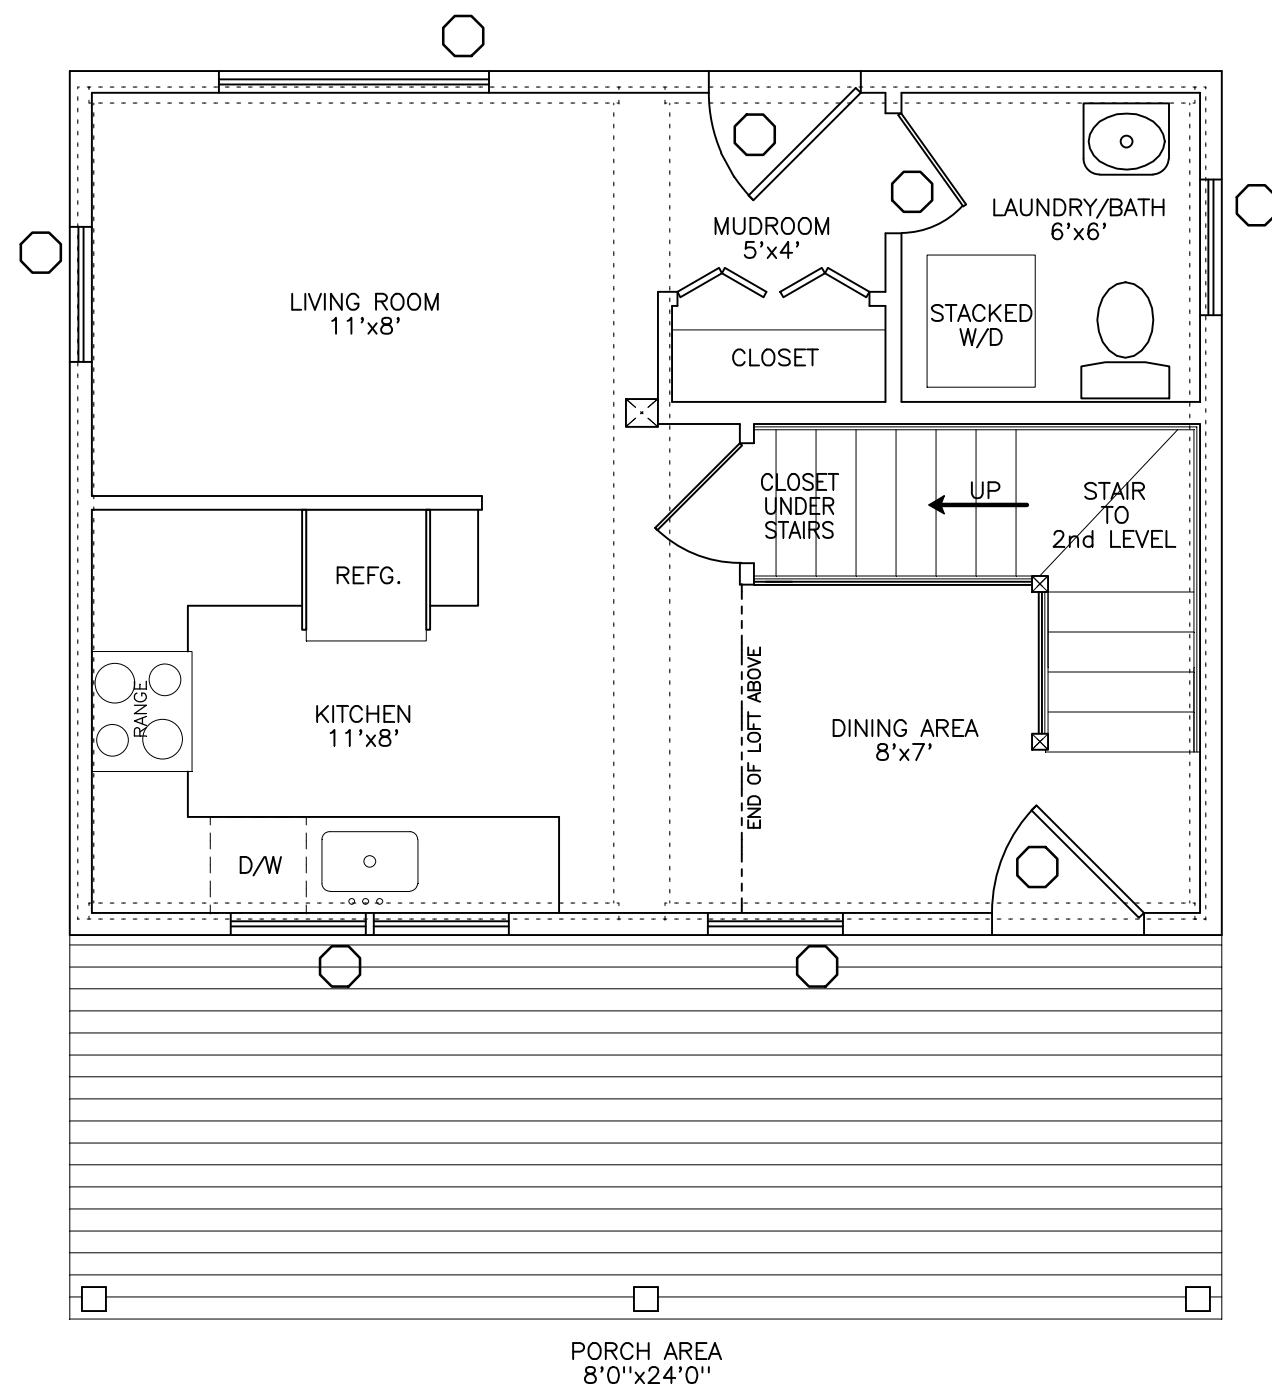 MUDROOM
5'x4'
LAUNDRY/BATH
6'x6'
LIVING ROOM
11'x8'
STACKED
W/D
CLOSET
CLOSET
UNDER
STAIRS
UP
STAIR
TO
2nd LEVEL
REFG.
RANGE
KITCHEN
11'x8'
END OF LOFT ABOVE
DINING AREA
8'x7'
D/W
PORCH AREA
8'0"x24'0"